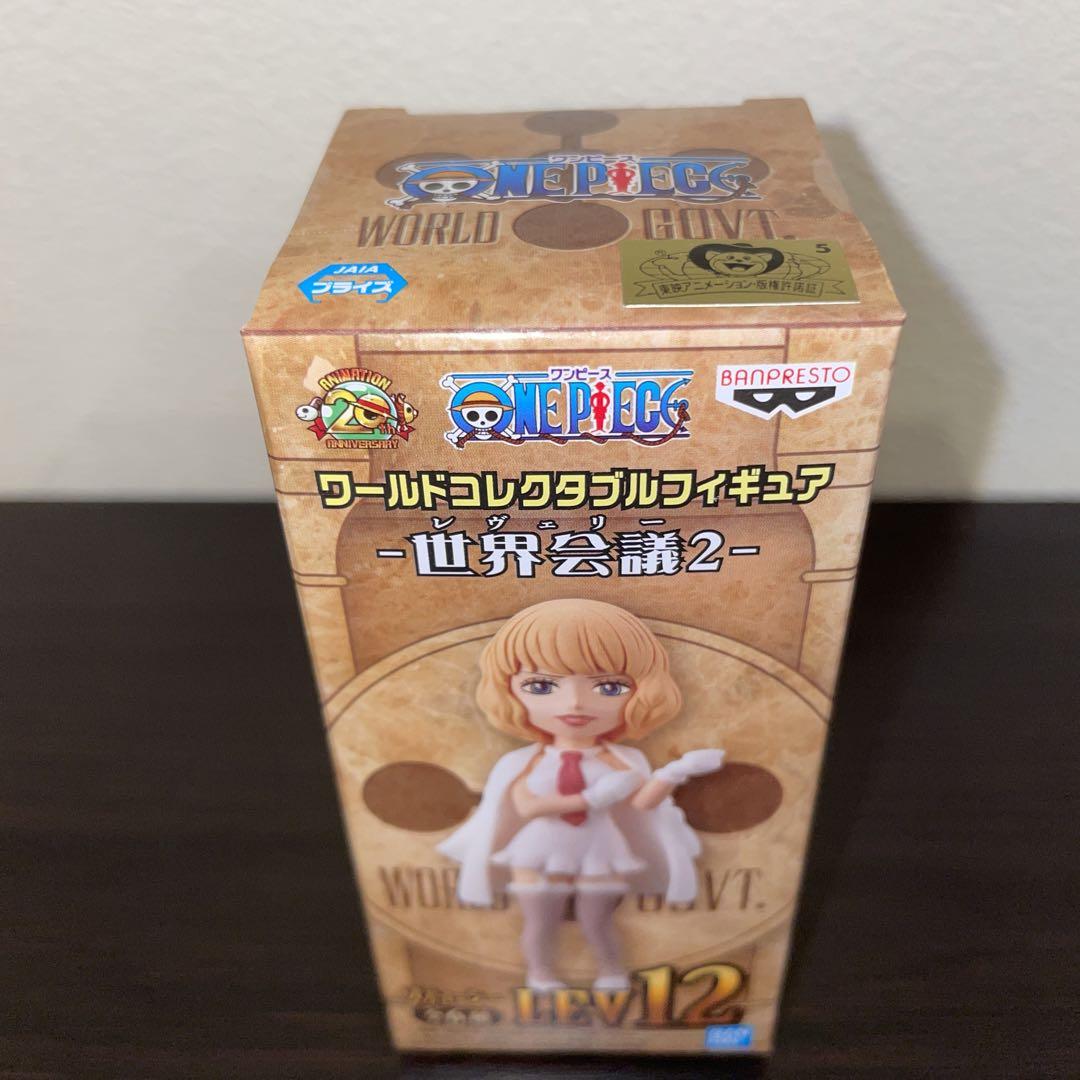 ワンピース
ONE PIECE
WORLD GOVT.
JAIA
プライズ
5
東映アニメーション・版権許諾証
ANIMATION
20th
ANNIVERSARY
ワンピース
ONE PIECE
BANPRESTO
ワールドコレクタブルフィギュア
レヴェリー
-世界会議2-
WORLD GOVT.
LEV12